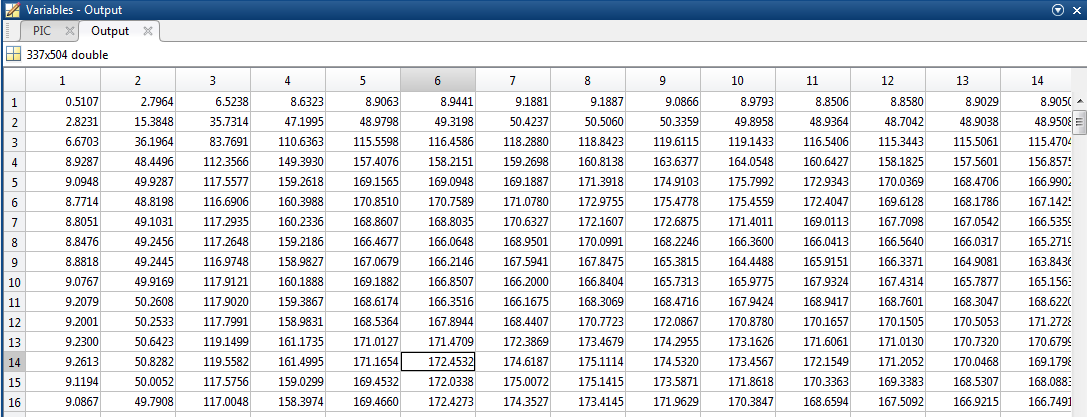 Variables - Output
PIC Output
337x504 double
1 2 3 4 5 6 7 8 9 10 11 12 13 14
1 0.5107 2.7964 6.5238 8.6323 8.9063 8.9441 9.1881 9.1887 9.0866 8.9793 8.8506 8.8580 8.9029 8.9050
2 2.8231 15.3848 35.7314 47.1995 48.9798 49.3198 50.4237 50.5060 50.3359 49.8958 48.9364 48.7042 48.9038 48.9508
3 6.6703 36.1964 83.7691 110.6363 115.5598 116.4586 118.2880 118.8423 119.6115 119.1433 116.5406 115.3443 115.5061 115.4704
4 8.9287 48.4496 112.3566 149.3930 157.4076 158.2151 159.2698 160.8138 163.6377 164.0548 160.6427 158.1825 157.5601 156.8575
5 9.0948 49.9287 117.5577 159.2618 169.1565 169.0948 169.1887 171.3918 174.9103 175.7992 172.9343 170.0369 168.4706 166.9902
6 8.7714 48.8198 116.6906 160.3988 170.8510 170.7589 171.0780 172.9755 175.4778 175.4559 172.4047 169.6128 168.1786 167.1425
7 8.8051 49.1031 117.2935 160.2336 168.8607 168.8035 170.6327 172.1607 172.6875 171.4011 169.0113 167.7098 167.0542 166.5359
8 8.8476 49.2456 117.2648 159.2186 166.4677 166.0648 168.9501 170.0991 168.2246 166.3600 166.0413 166.5640 166.0317 165.2719
9 8.8818 49.2445 116.9748 158.9827 167.0679 166.2146 167.5941 167.8475 165.3815 164.4488 165.9151 166.3371 164.9081 163.8436
10 9.0767 49.9169 117.9121 160.1888 169.1882 166.8507 166.2000 166.8404 165.7313 165.9775 167.9324 167.4314 165.7877 165.1563
11 9.2079 50.2608 117.9020 159.3867 168.6174 166.3516 166.1675 168.3069 168.4716 167.9424 168.9417 168.7601 168.3047 168.6220
12 9.2001 50.2533 117.7991 158.9831 168.5364 167.8944 168.4407 170.7723 172.0867 170.8780 170.1657 170.1505 170.5053 171.2728
13 9.2300 50.6423 119.1499 161.1735 171.0127 171.4709 172.3869 173.4679 174.2955 173.1626 171.6061 171.0130 170.7320 170.6799
14 9.2613 50.8282 119.5582 161.4995 171.1654 172.4532 174.6187 175.1114 174.5320 173.4567 172.1549 171.2052 170.0468 169.1798
15 9.1194 50.0052 117.5756 159.0299 169.4532 172.0338 175.0072 175.1415 173.5871 171.8618 170.3363 169.3383 168.5307 168.0883
16 9.0867 49.7908 117.0048 158.3974 169.4660 172.4273 174.3527 173.4145 171.9629 170.3847 168.6594 167.5092 166.9215 166.7491